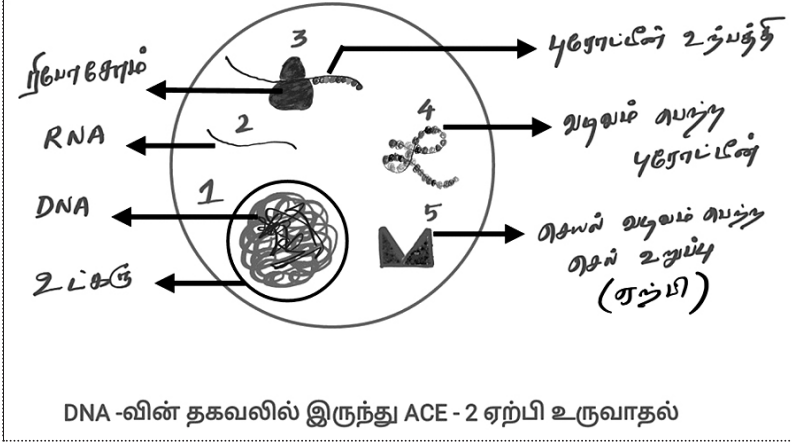 3
புரோட்டீன் உற்பத்தி
ரிபோசோம்
4
வடிவம் பெற்ற
புரோட்டீன்
2
RNA
1
DNA
5
செயல் வடிவம் பெற்ற
செல் உறுப்பு
(ஏற்பி)
உட்கரு
DNA -வின் தகவலில் இருந்து ACE - 2 ஏற்பி உருவாதல்